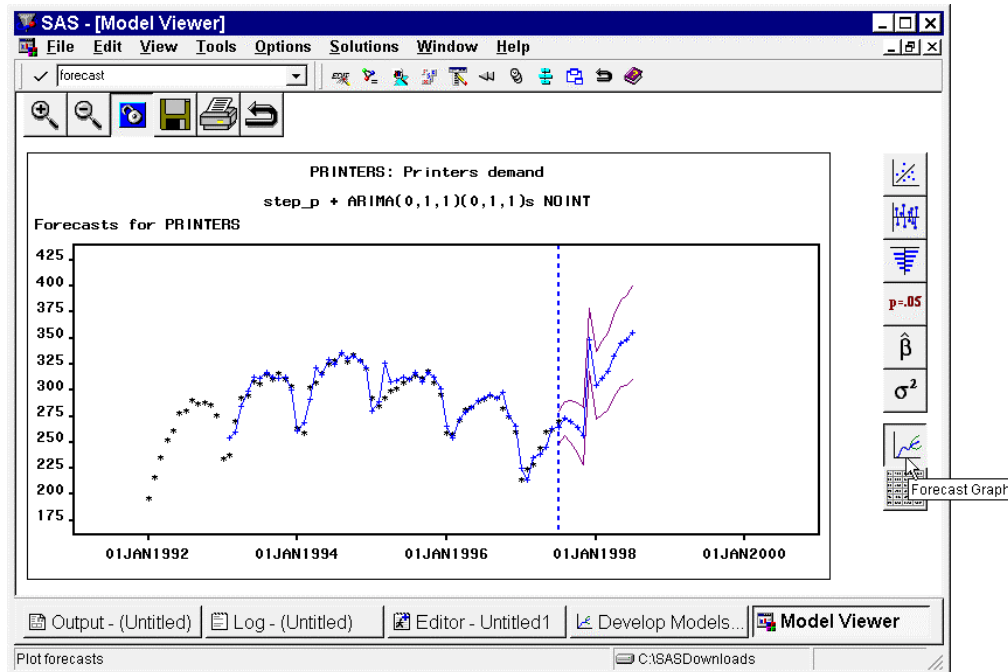 SAS - [Model Viewer]
File Edit View Tools Options Solutions Window Help
forecast
PRINTERS: Printers demand
step_p + ARIMA(0,1,1)(0,1,1)s NOINT
Forecasts for PRINTERS
425
400
375
350
325
300
275
250
225
200
175
01JAN1992 01JAN1994 01JAN1996 01JAN1998 01JAN2000
p=.05
β̂
σ²
Forecast Graph
Output - (Untitled) Log - (Untitled) Editor - Untitled1 Develop Models... Model Viewer
Plot forecasts C:\SASDownloads